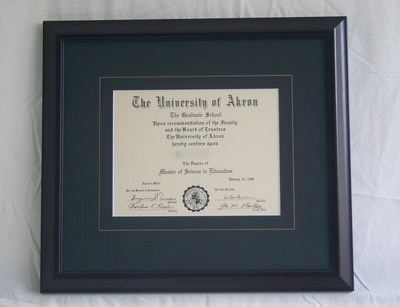 The University of Akron
The Graduate School
Upon recommendation of the Faculty
and the Board of Trustees
The University of Akron
hereby confers upon
The Degree of
Master of Science in Education